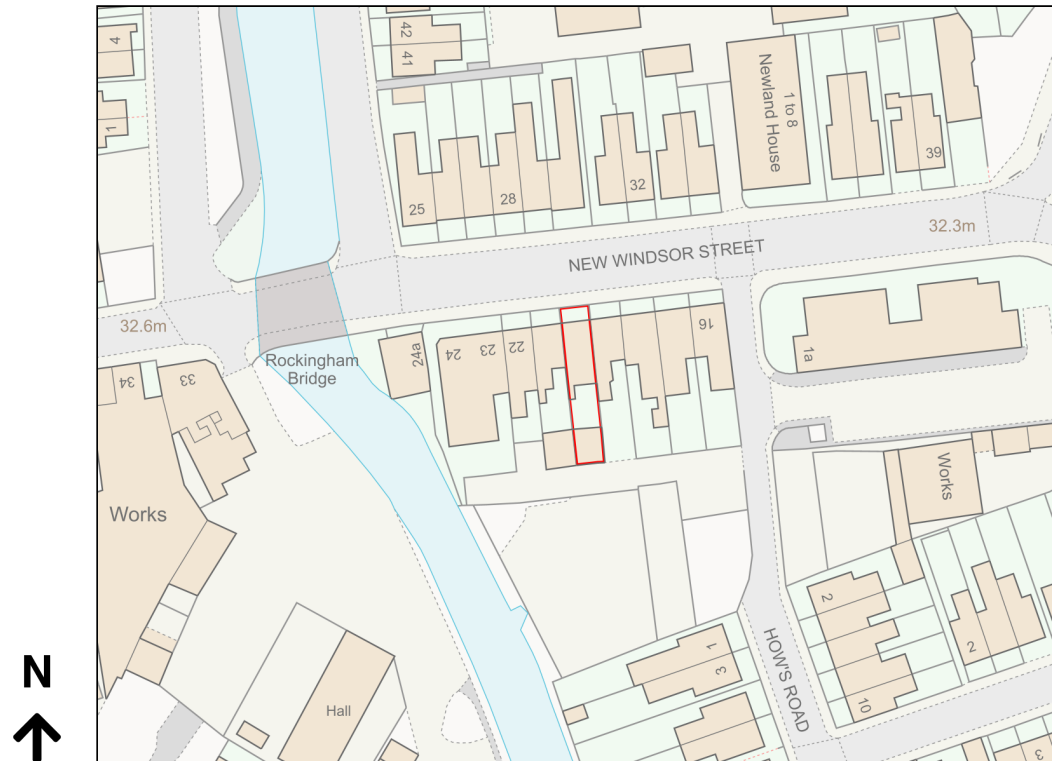 4
42
41
1
1 to 8
Newland House
25
28
32
39
NEW WINDSOR STREET
32.3m
32.6m
Rockingham
Bridge
24a
24
23
22
16
1a
34
33
Works
Works
Hall
1
3
HOW'S ROAD
2
10
2
3
N